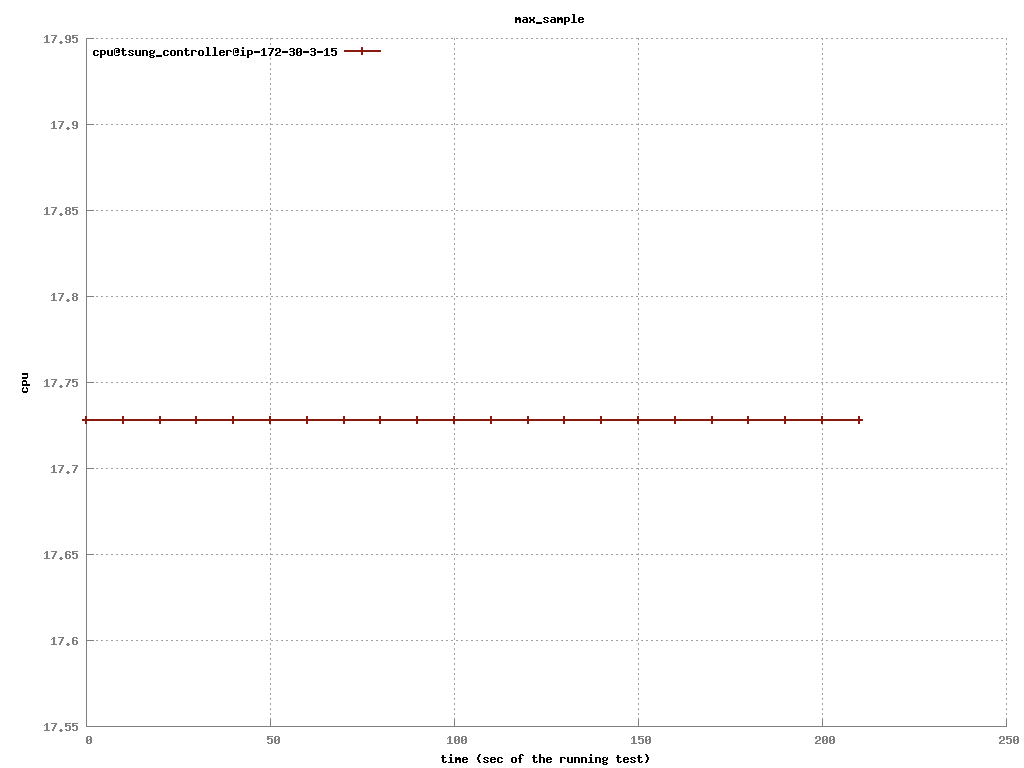 max_sample
17.95
cpu@tsung_controller@ip-172-30-3-15
17.9
17.85
17.8
17.75
cpu
17.7
17.65
17.6
17.55
0 50 100 150 200 250
time (sec of the running test)